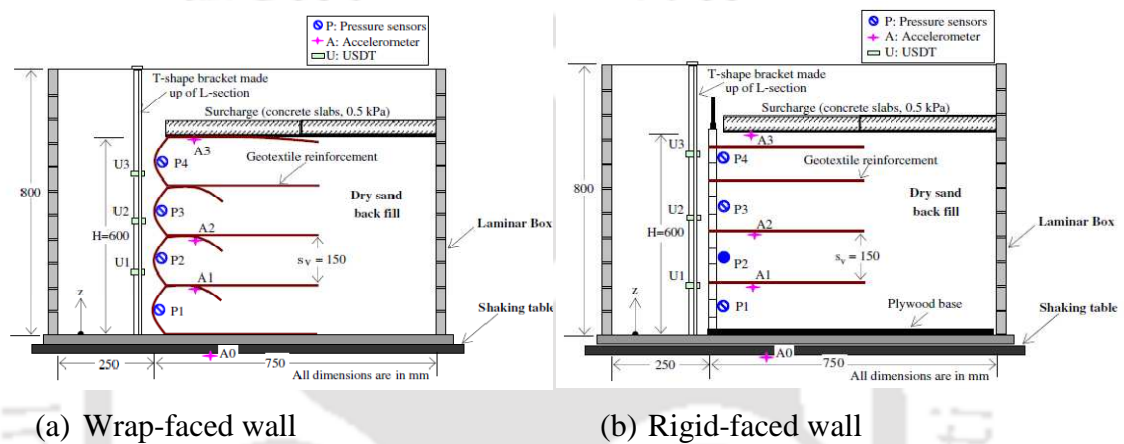 P: Pressure sensors
A: Accelerometer
U: USDT
T-shape bracket made
up of L-section
Surcharge (concrete slabs, 0.5 kPa)
A3
U3
P4
Geotextile reinforcement
800
Dry sand
back fill
U2
P3
A2
H=600
Laminar Box
P2
sv = 150
U1
A1
z
P1
Shaking table
A0
250
750
All dimensions are in mm
(a) Wrap-faced wall
P: Pressure sensors
A: Accelerometer
U: USDT
T-shape bracket made
up of L-section
Surcharge (concrete slabs, 0.5 kPa)
A3
U3
P4
Geotextile reinforcement
800
Dry sand
back fill
U2
P3
A2
H=600
Laminar Box
P2
sv = 150
U1
A1
z
P1
Plywood base
Shaking table
A0
250
750
All dimensions are in mm
(b) Rigid-faced wall